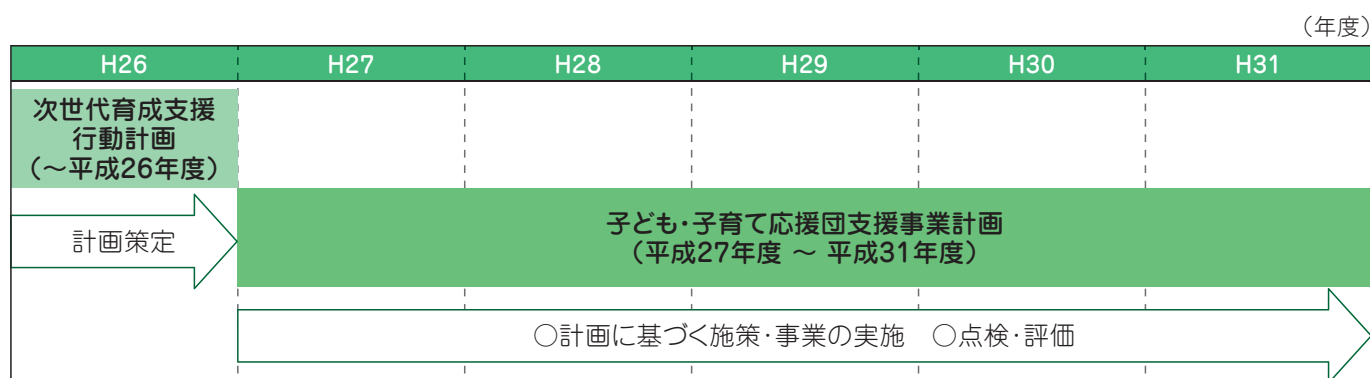 （年度）
H26 H27 H28 H29 H30 H31
次世代育成支援
行動計画
（～平成26年度）
計画策定
子ども・子育て応援団支援事業計画
（平成27年度 ～ 平成31年度）
○計画に基づく施策・事業の実施 ○点検・評価